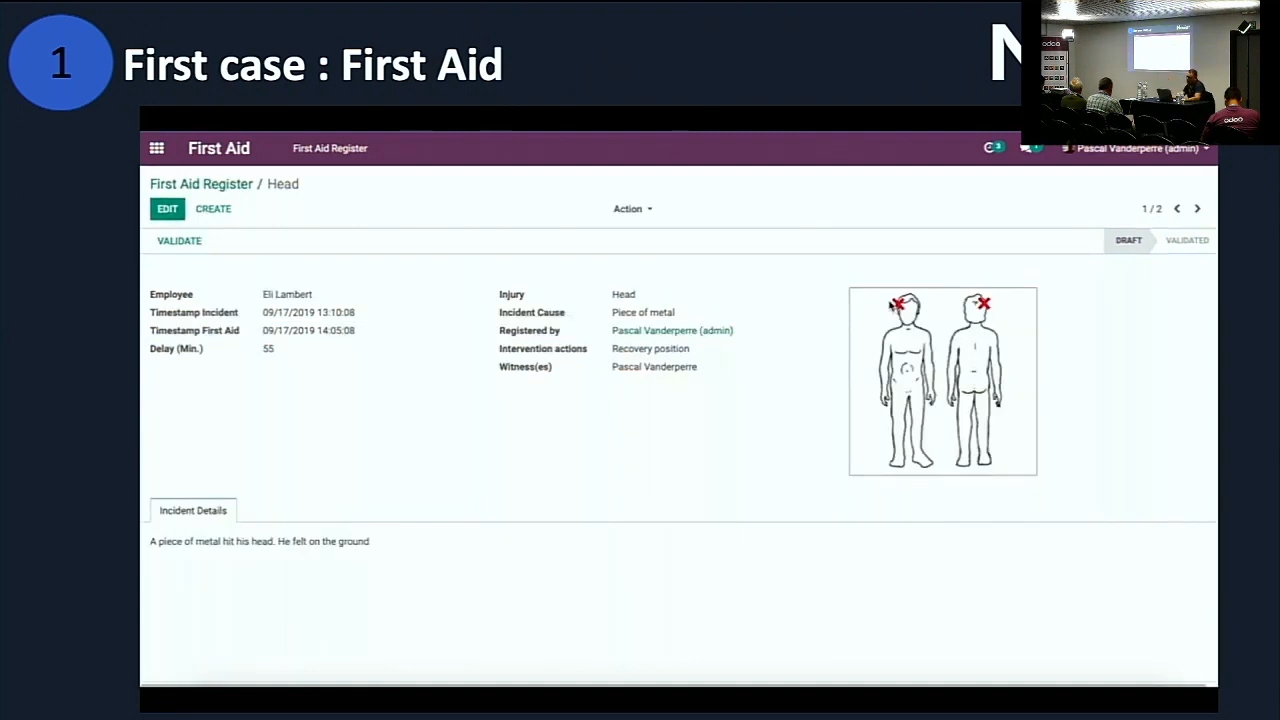 1
First case : First Aid
N
odoo
odoo
First Aid
First Aid Register
3
Pascal Vanderperre (admin)
First Aid Register / Head
EDIT
CREATE
Action
1 / 2
VALIDATE
DRAFT
VALIDATED
Employee Eli Lambert
Timestamp Incident 09/17/2019 13:10:08
Timestamp First Aid 09/17/2019 14:05:08
Delay (Min.) 55
Injury Head
Incident Cause Piece of metal
Registered by Pascal Vanderperre (admin)
Intervention actions Recovery position
Witness(es) Pascal Vanderperre
Incident Details
A piece of metal hit his head. He felt on the ground